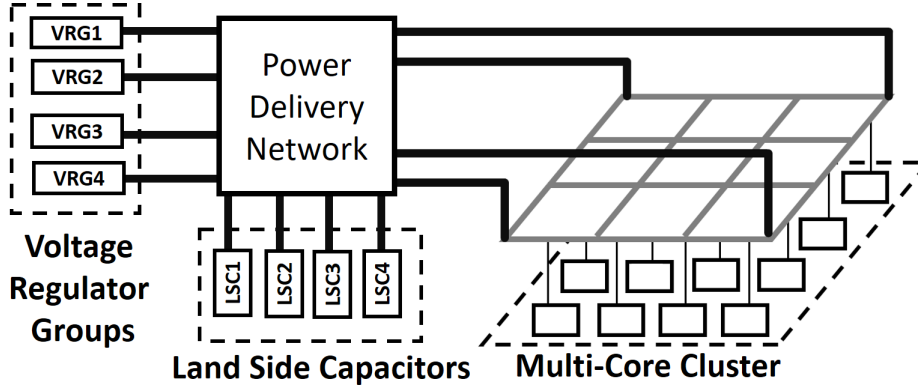 VRG1
VRG2
VRG3
VRG4
Voltage
Regulator
Groups
Power
Delivery
Network
LSC1
LSC2
LSC3
LSC4
Land Side Capacitors
Multi-Core Cluster